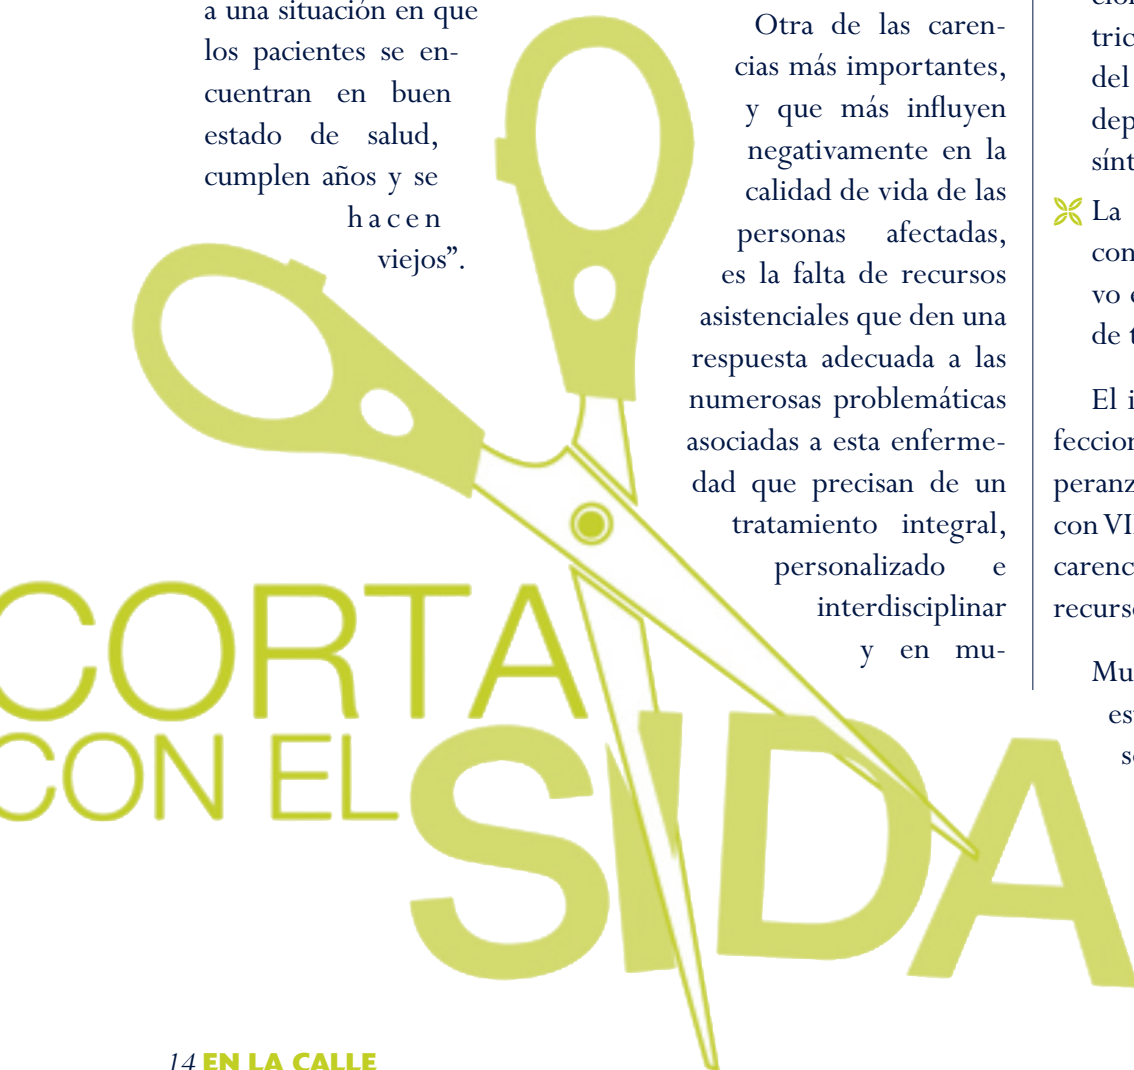 a una situación en que
los pacientes se en-
cuentran en buen
estado de salud,
cumplen años y se
hacen
viejos”.
Otra de las caren-
cias más importantes,
y que más influyen
negativamente en la
calidad de vida de las
personas afectadas,
es la falta de recursos
asistenciales que den una
respuesta adecuada a las
numerosas problemáticas
asociadas a esta enferme-
dad que precisan de un
tratamiento integral,
personalizado e
interdisciplinar
y en mu-
del
La
de
El
con
CORTA
CON EL
SIDA
14 EN LA CALLE